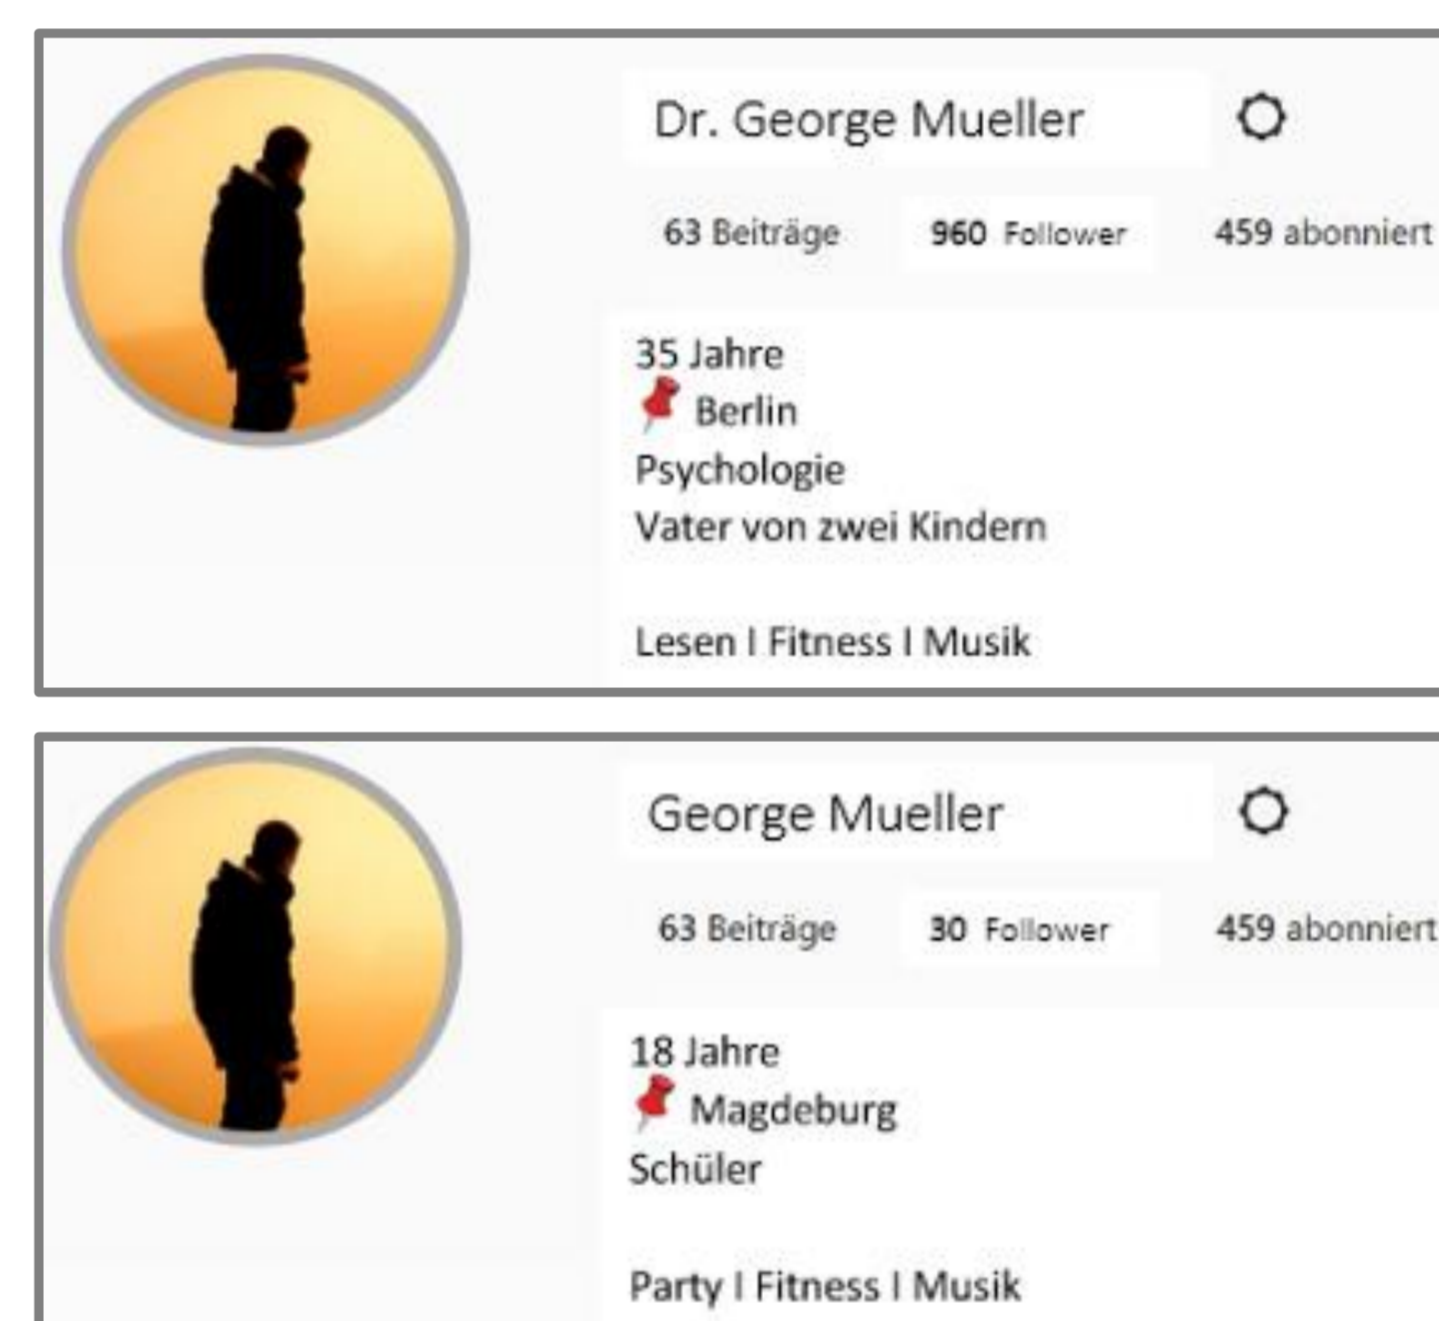 Dr. George Mueller
63 Beiträge 960 Follower 459 abonniert
35 Jahre
Berlin
Psychologie
Vater von zwei Kindern
Lesen I Fitness I Musik
George Mueller
63 Beiträge 30 Follower 459 abonniert
18 Jahre
Magdeburg
Schüler
Party I Fitness I Musik